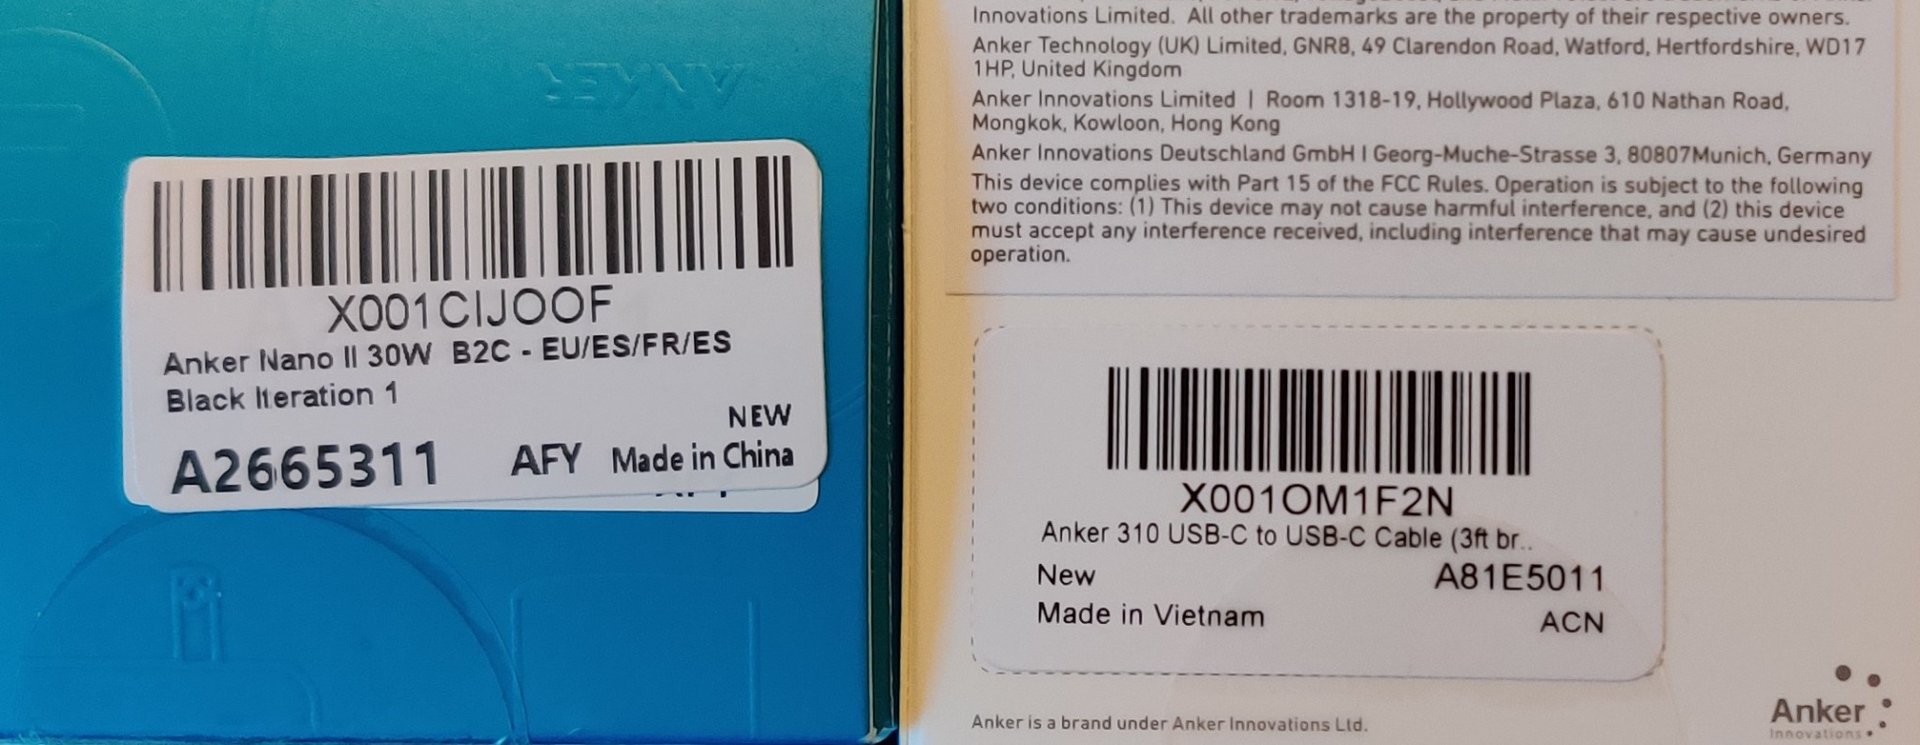 ANKER
X001CIJOOF
Anker Nano II 30W B2C - EU/ES/FR/ES
Black Iteration 1
NEW
A2665311 AFY Made in China
Innovations Limited. All other trademarks are the property of their respective owners.
Anker Technology (UK) Limited, GNR8, 49 Clarendon Road, Watford, Hertfordshire, WD17
1HP, United Kingdom
Anker Innovations Limited | Room 1318-19, Hollywood Plaza, 610 Nathan Road,
Mongkok, Kowloon, Hong Kong
Anker Innovations Deutschland GmbH I Georg-Muche-Strasse 3, 80807Munich, Germany
This device complies with Part 15 of the FCC Rules. Operation is subject to the following
two conditions: (1) This device may not cause harmful interference, and (2) this device
must accept any interference received, including interference that may cause undesired
operation.
X001OM1F2N
Anker 310 USB-C to USB-C Cable (3ft br..
New A81E5011
Made in Vietnam ACN
Anker is a brand under Anker Innovations Ltd.
Anker
Innovations